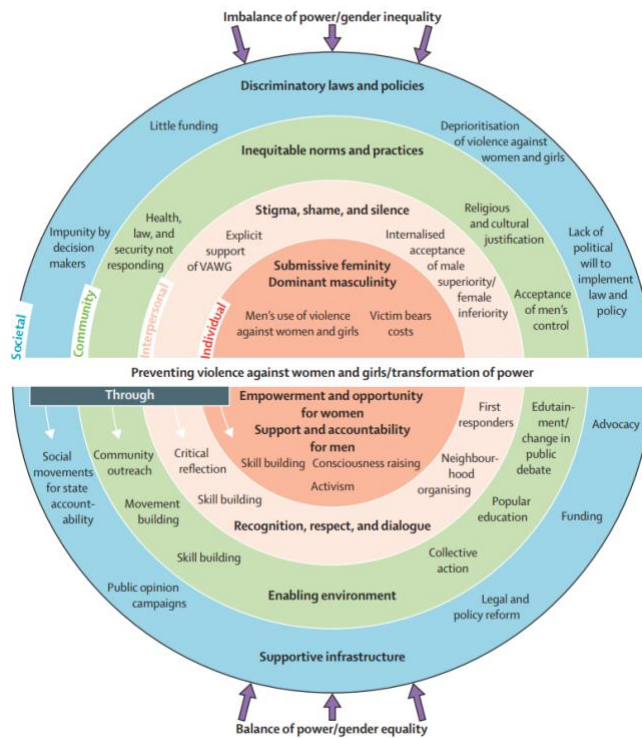 Imbalance of power/gender inequality
Discriminatory laws and policies
Little funding
Deprioritisation
of violence against
women and girls
Inequitable norms and practices
Impunity by
decision
makers
Health,
law, and
security not
responding
Religious
and cultural
justification
Lack of
political
will to
implement
law and
policy
Stigma, shame, and silence
Explicit
support
of VAWG
Internalised
acceptance
of male
superiority/
female
inferiority
Acceptance
of men's
control
Submissive feminity
Dominant masculinity
Men's use of violence
against women and girls
Victim bears
costs
Societal
Community
Interpersonal
Individual
Preventing violence against women and girls/transformation of power
Through
Empowerment and opportunity
for women
Support and accountability
for men
Skill building
Consciousness raising
Activism
Social
movements
for state
account-
ability
Community
outreach
Critical
reflection
First
responders
Edutain-
ment/
change in
public
debate
Advocacy
Movement
building
Skill building
Neighbour-
hood
organising
Popular
education
Funding
Recognition, respect, and dialogue
Skill building
Collective
action
Public opinion
campaigns
Enabling environment
Legal and
policy reform
Supportive infrastructure
Balance of power/gender equality